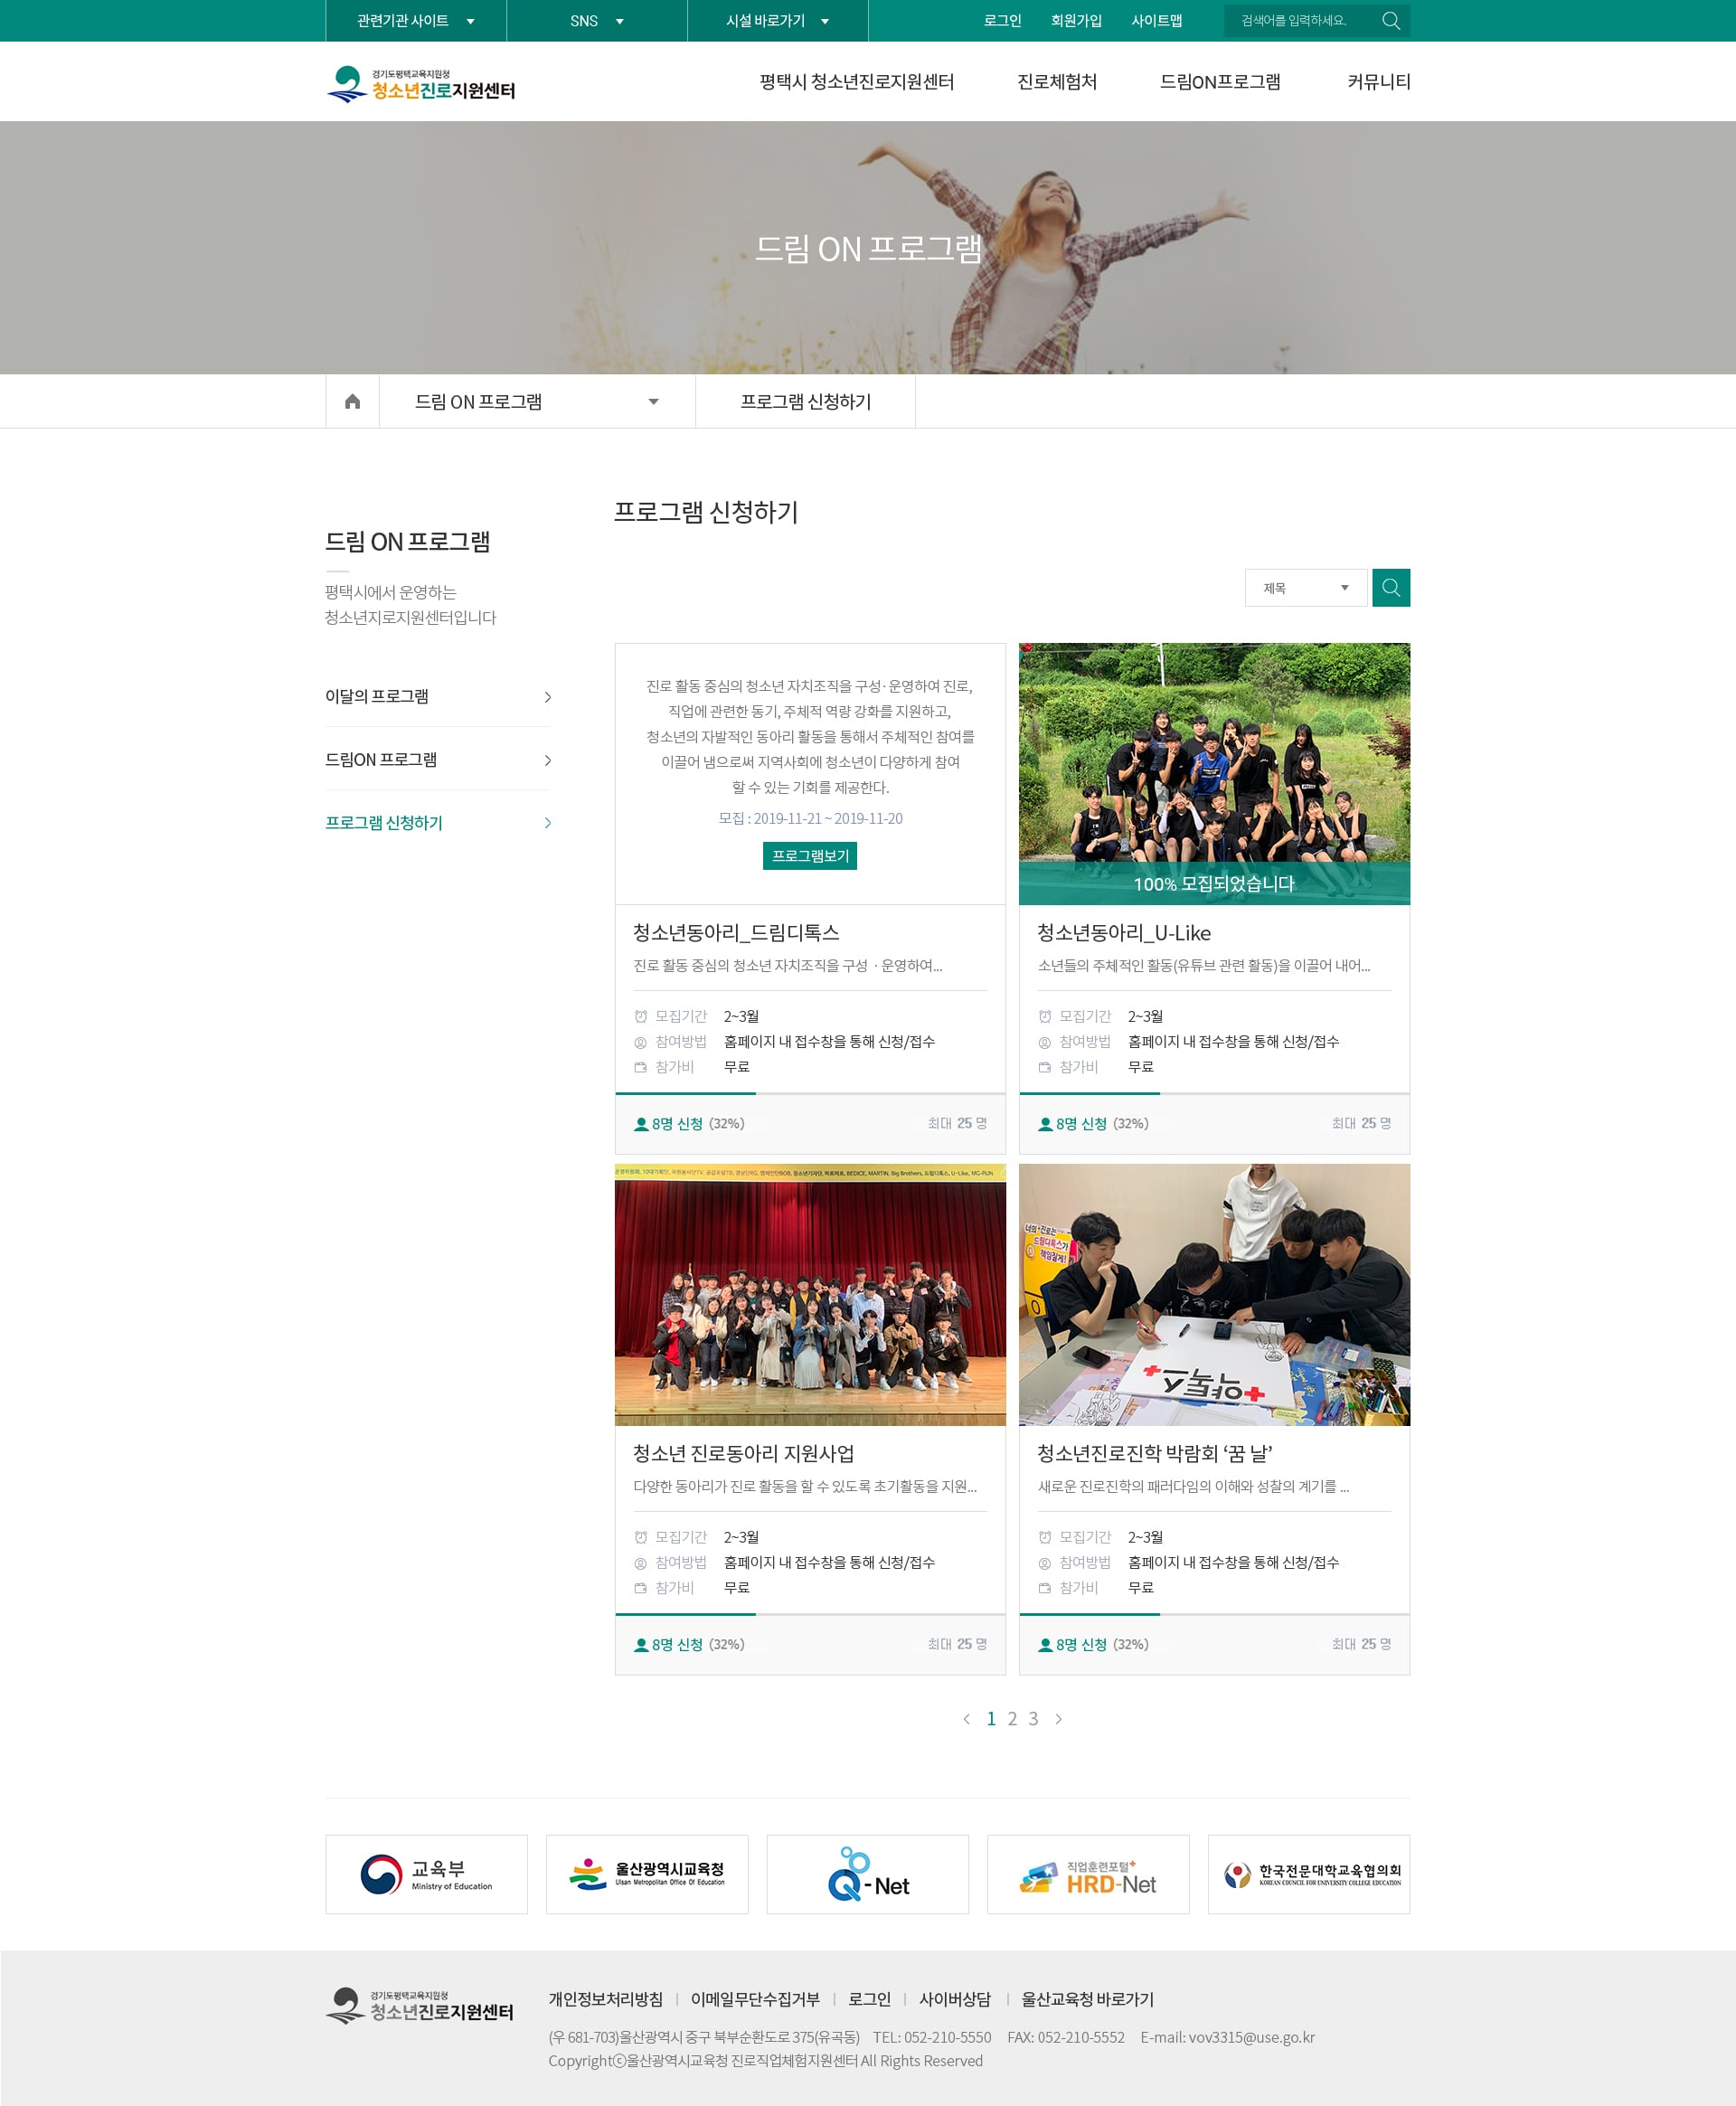 관련기관 사이트
SNS
시설 바로가기
로그인
회원가입
사이트맵
검색어를 입력하세요.
경기도평택교육지원청
청소년진로지원센터
평택시 청소년진로지원센터
진로체험처
드림ON프로그램
커뮤니티
드림 ON 프로그램
드림 ON 프로그램
프로그램 신청하기
드림 ON 프로그램
평택시에서 운영하는
청소년지로지원센터입니다
이달의 프로그램
드림ON 프로그램
프로그램 신청하기
프로그램 신청하기
제목
진로 활동 중심의 청소년 자치조직을 구성·운영하여 진로,
직업에 관련한 동기, 주체적 역량 강화를 지원하고,
청소년의 자발적인 동아리 활동을 통해서 주체적인 참여를
이끌어 냄으로써 지역사회에 청소년이 다양하게 참여
할 수 있는 기회를 제공한다.
모집 : 2019-11-21 ~ 2019-11-20
프로그램보기
청소년동아리_드림디톡스
진로 활동 중심의 청소년 자치조직을 구성 · 운영하여...
모집기간 2~3월
참여방법 홈페이지 내 접수창을 통해 신청/접수
참가비 무료
8명 신청 (32%) 최대 25 명
100% 모집되었습니다
청소년동아리_U-Like
소년들의 주체적인 활동(유튜브 관련 활동)을 이끌어 내어...
모집기간 2~3월
참여방법 홈페이지 내 접수창을 통해 신청/접수
참가비 무료
8명 신청 (32%) 최대 25 명
청소년 진로동아리 지원사업
다양한 동아리가 진로 활동을 할 수 있도록 초기활동을 지원...
모집기간 2~3월
참여방법 홈페이지 내 접수창을 통해 신청/접수
참가비 무료
8명 신청 (32%) 최대 25 명
너의 진로는
드림디톡스가
책임질게!
약톡스
청소년진로진학 박람회 ‘꿈 날’
새로운 진로진학의 패러다임의 이해와 성찰의 계기를 ...
모집기간 2~3월
참여방법 홈페이지 내 접수창을 통해 신청/접수
참가비 무료
8명 신청 (32%) 최대 25 명
1 2 3
교육부
Ministry of Education
울산광역시교육청
Ulsan Metropolitan Office Of Education
Q-Net
직업훈련포털+
HRD-Net
한국전문대학교육협의회
KOREAN COUNCIL FOR UNIVERSITY COLLEGE EDUCATION
경기도평택교육지원청
청소년진로지원센터
개인정보처리방침 | 이메일무단수집거부 | 로그인 | 사이버상담 | 울산교육청 바로가기
(우 681-703)울산광역시 중구 북부순환도로 375(유곡동) TEL: 052-210-5550 FAX: 052-210-5552 E-mail: vov3315@use.go.kr
Copyrightⓒ울산광역시교육청 진로직업체험지원센터 All Rights Reserved